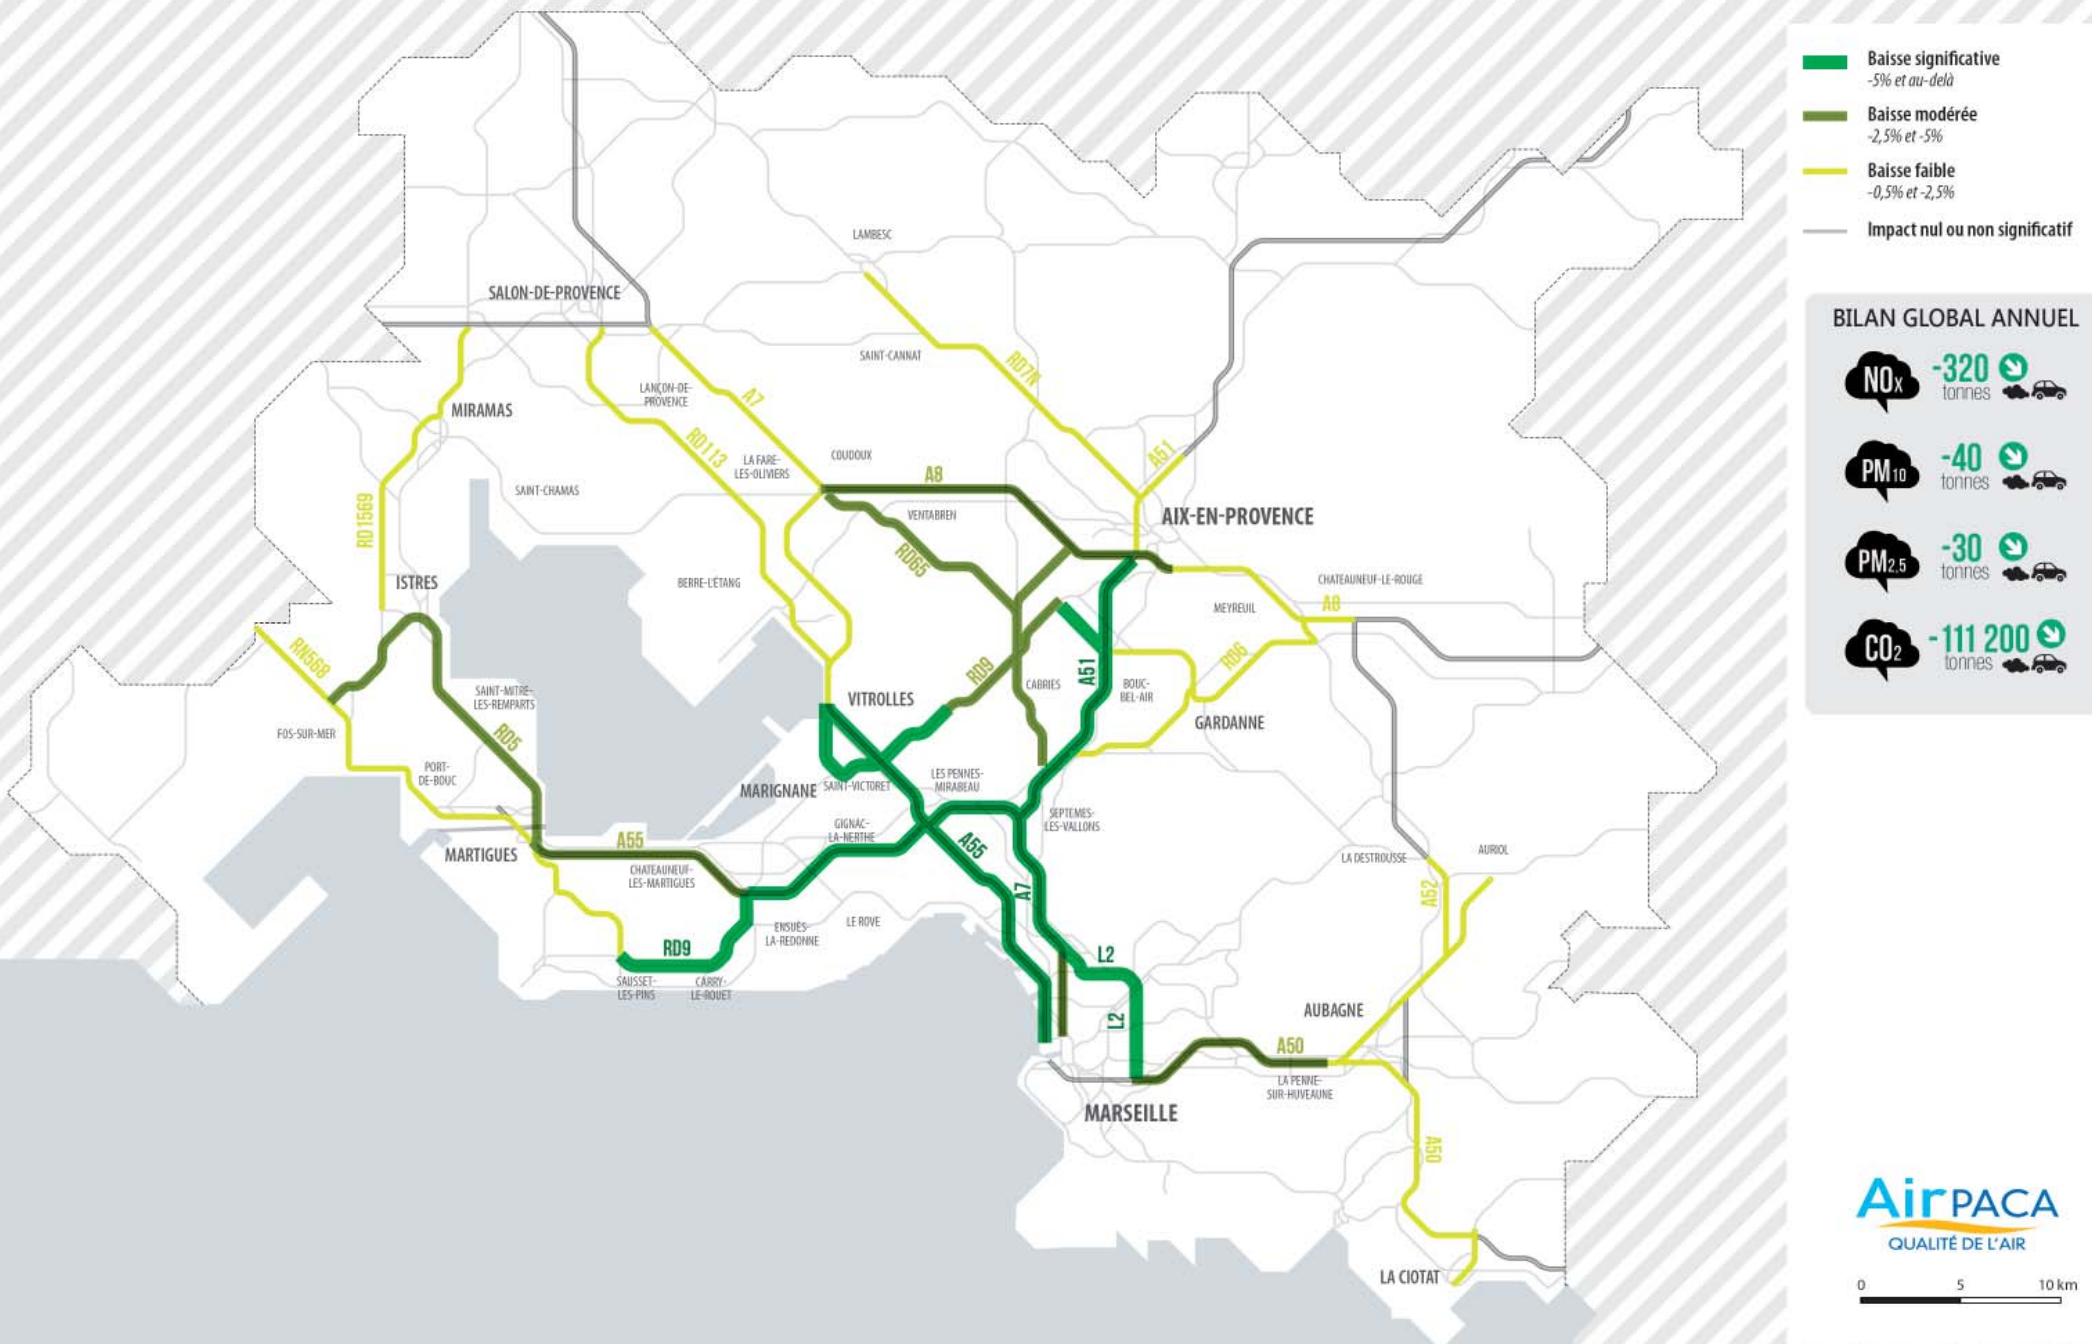 Baisse significative
-5% et au-delà
Baisse modérée
-2,5% et -5%
Baisse faible
-0,5% et -2,5%
Impact nul ou non significatif
BILAN GLOBAL ANNUEL
NOx -320
tonnes
PM10 -40
tonnes
PM2.5 -30
tonnes
CO2 -111 200
tonnes
AirPACA
QUALITÉ DE L'AIR
0 5 10 km
LAMBESC
SALON-DE-PROVENCE
SAINT-CANNAT
RD7N
LANÇON-DE-
PROVENCE
A7
MIRAMAS
RD113
LA FARE-
LES-OLIVIERS
COUDOUX
A51
A8
SAINT-CHAMAS
RD1569
VENTABREN
AIX-EN-PROVENCE
RD65
ISTRES
BERRE-L'ÉTANG
CHATEAUNEUF-LE-ROUGE
A8
MEYREUIL
RN568
RD6
RD9
A51
CABRIES
BOUC-
BEL-AIR
SAINT-MITRE-
LES-REMPARTS
VITROLLES
GARDANNE
FOS-SUR-MER
RD5
PORT-
DE-BOUC
MARIGNANE
SAINT-VICTORET
LES PENNES-
MIRABEAU
SEPTEMES-
LES-VALLONS
GIGNAC-
LA-NERTHE
A55
A55
MARTIGUES
CHATEAUNEUF-
LES-MARTIGUES
LA DESTROUSSE
AURIOL
A7
A52
ENSUÈS-
LA-REDONNE
LE ROVE
RD9
L2
SAUSSET-
LES-PINS
CARRY-
LE-ROUET
L2
AUBAGNE
A50
LA PENNE-
SUR-HUVEAUNE
MARSEILLE
A50
LA CIOTAT